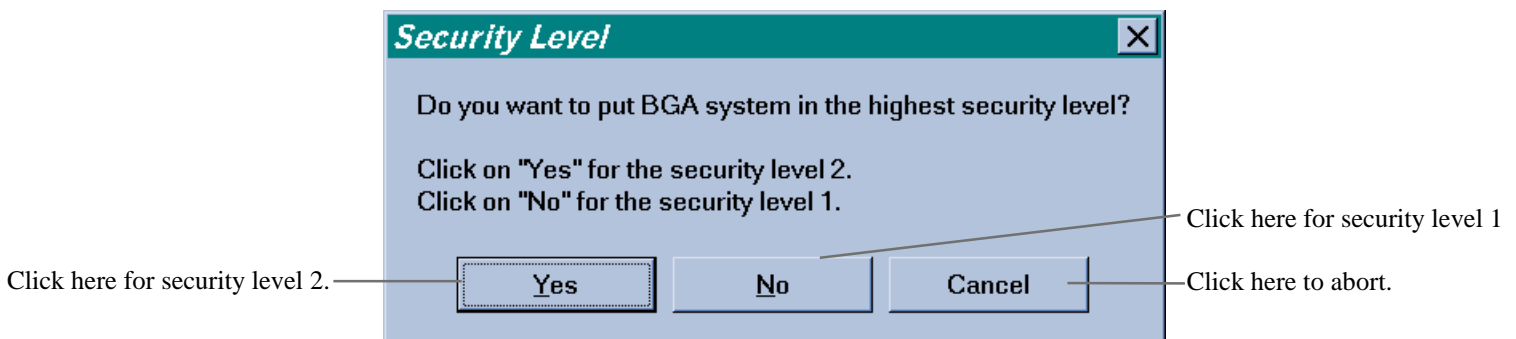 Security Level
Do you want to put BGA system in the highest security level?
Click on "Yes" for the security level 2.
Click on "No" for the security level 1.
Click here for security level 1
Click here for security level 2.
Yes
No
Cancel
Click here to abort.